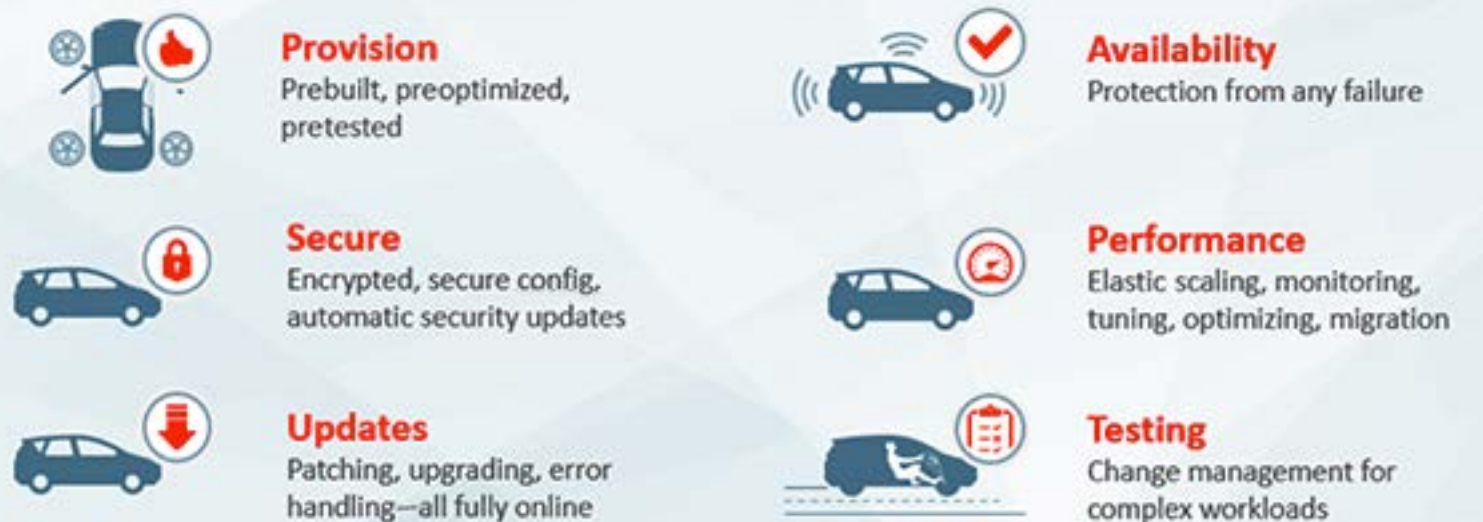 Provision
Prebuilt, preoptimized,
pretested
Secure
Encrypted, secure config,
automatic security updates
Updates
Patching, upgrading, error
handling—all fully online
Availability
Protection from any failure
Performance
Elastic scaling, monitoring,
tuning, optimizing, migration
Testing
Change management for
complex workloads